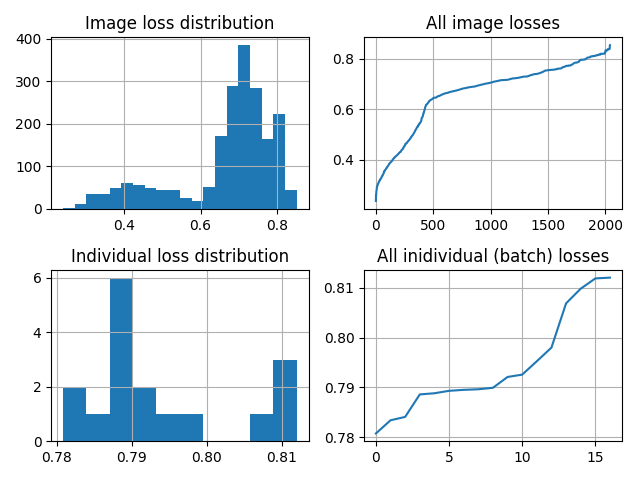 Image loss distribution
400
300
200
100
0
0.4 0.6 0.8
All image losses
0.8
0.6
0.4
0 500 1000 1500 2000
Individual loss distribution
6
4
2
0
0.78 0.79 0.80 0.81
All inidividual (batch) losses
0.81
0.80
0.79
0.78
0 5 10 15